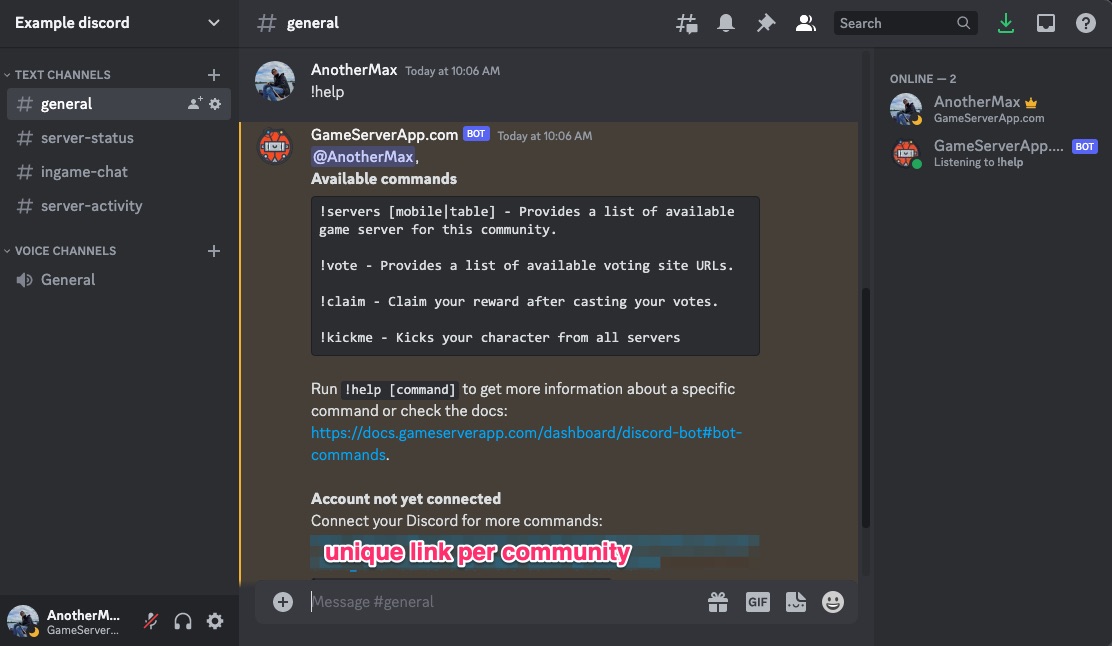 Example discord
general
Search
TEXT CHANNELS
general
server-status
ingame-chat
server-activity
VOICE CHANNELS
General
AnotherM...
GameServer...
AnotherMax Today at 10:06 AM
!help
GameServerApp.com BOT Today at 10:06 AM
@AnotherMax,
Available commands
!servers [mobile|table] - Provides a list of available
game server for this community.
!vote - Provides a list of available voting site URLs.
!claim - Claim your reward after casting your votes.
!kickme - Kicks your character from all servers
Run !help [command] to get more information about a specific
command or check the docs:
https://docs.gameserverapp.com/dashboard/discord-bot#bot-
commands.
Account not yet connected
Connect your Discord for more commands:
unique link per community
Message #general
GIF
ONLINE — 2
AnotherMax
GameServerApp.com
GameServerApp.... BOT
Listening to !help